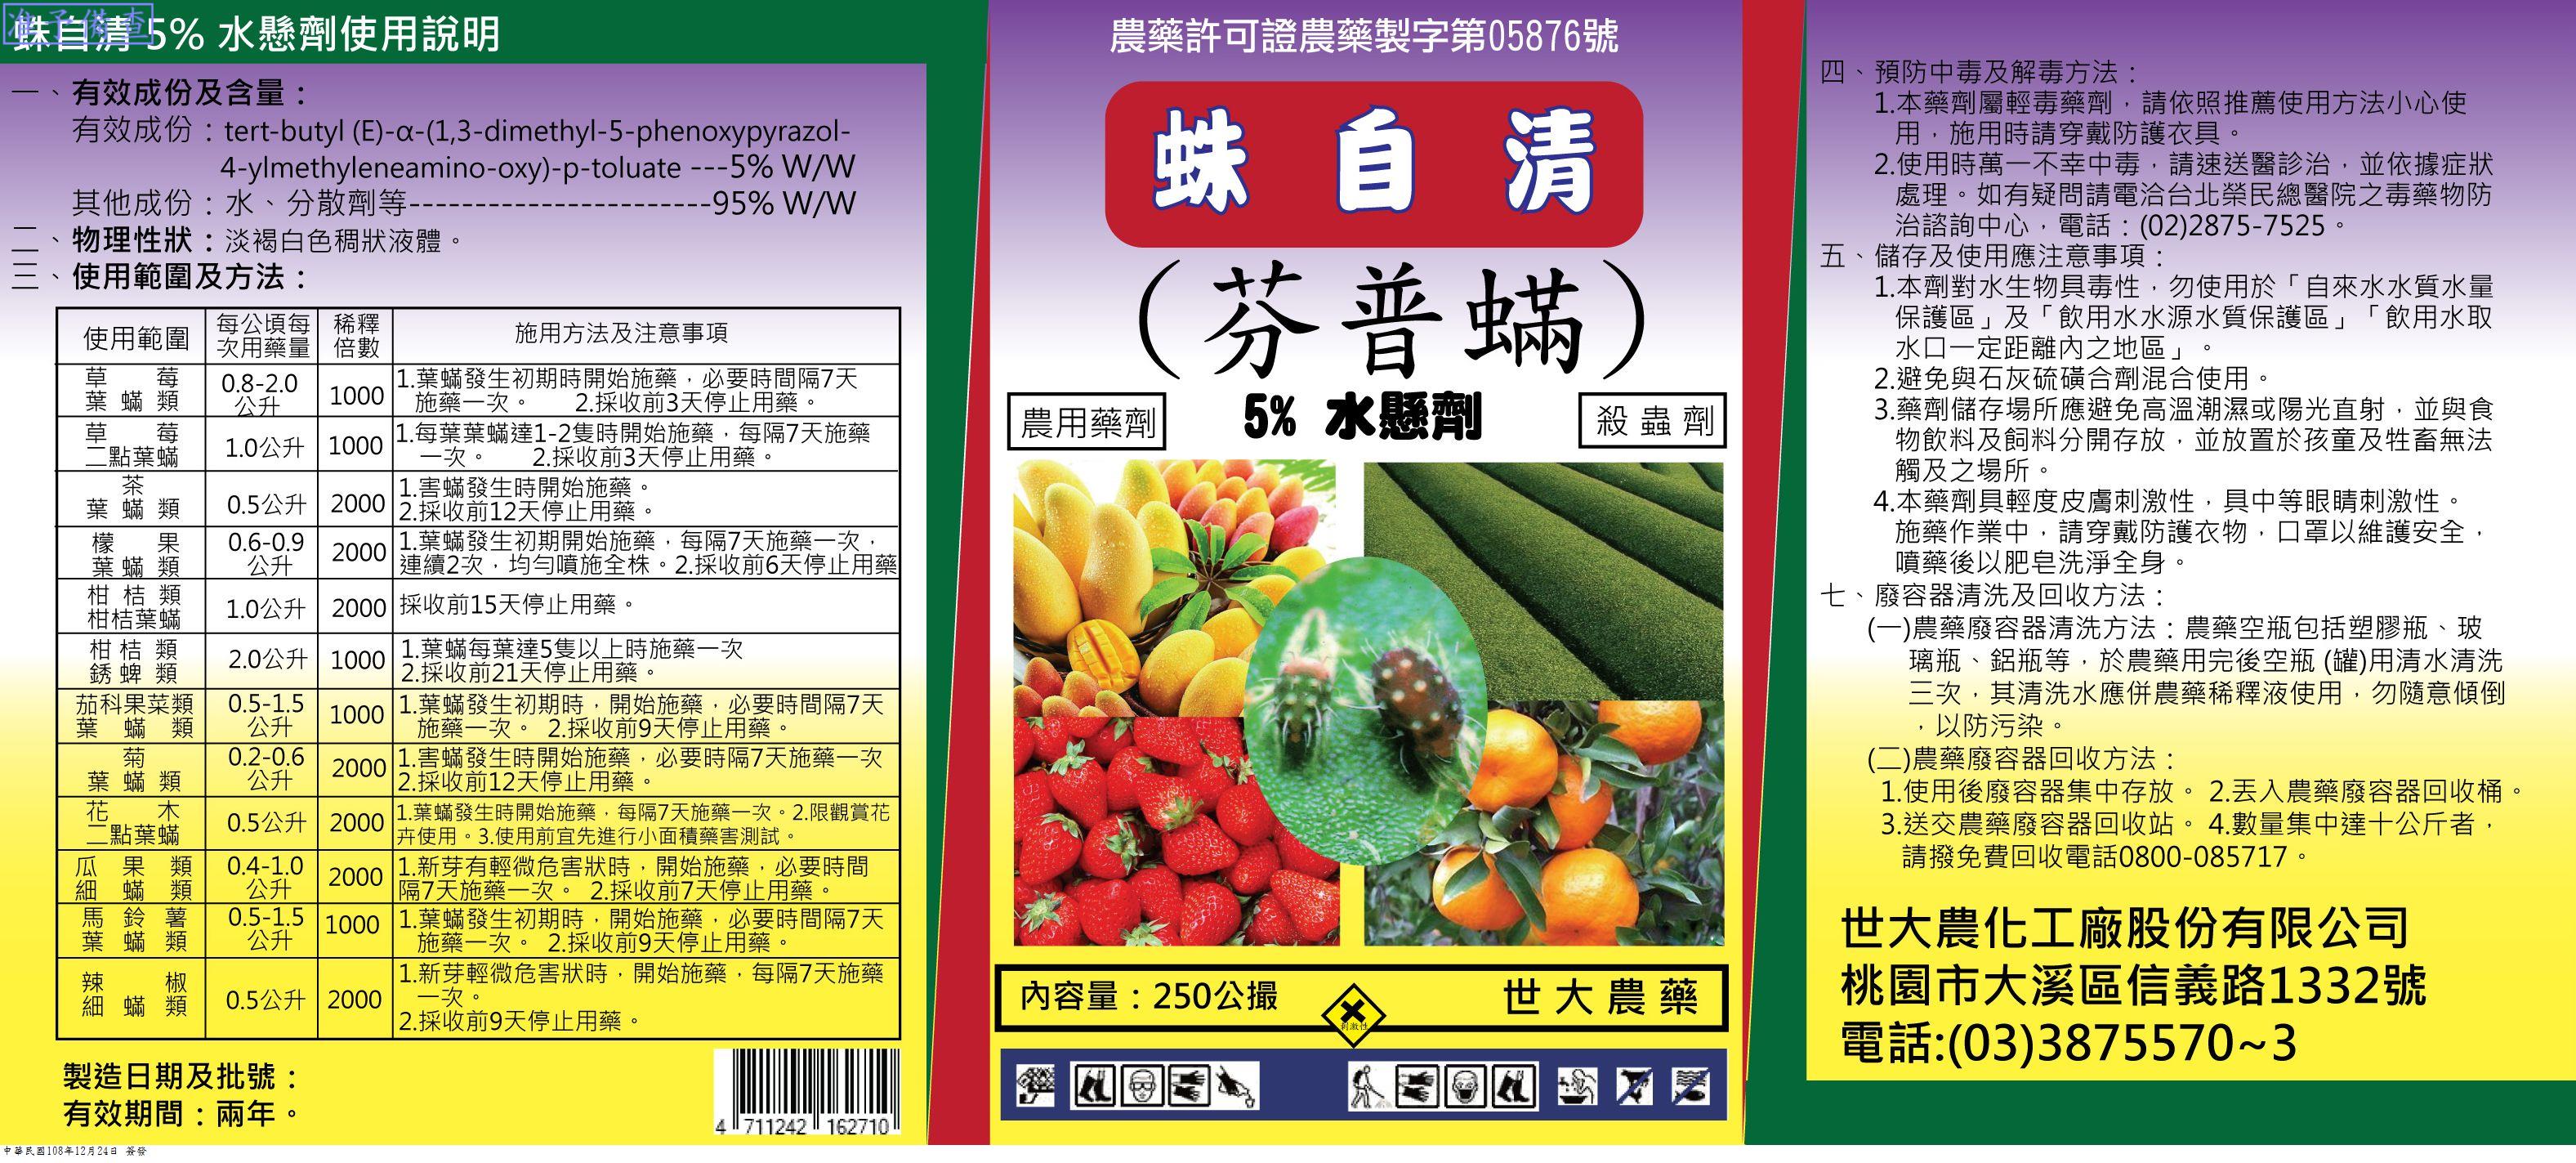 准予備查
蛛自清 5% 水懸劑使用說明
一、有效成份及含量：
有效成份：tert-butyl (E)-α-(1,3-dimethyl-5-phenoxypyrazol-
4-ylmethyleneamino-oxy)-p-toluate ---5% W/W
其他成份：水、分散劑等-----------------------95% W/W
二、物理性狀：淡褐白色稠狀液體。
三、使用範圍及方法：
使用範圍 每公頃每次用藥量 稀釋倍數 施用方法及注意事項
草莓
葉蟎類
0.8-2.0
公升
1000
1.葉蟎發生初期時開始施藥，必要時間隔7天
施藥一次。 2.採收前3天停止用藥。
草莓
二點葉蟎
1.0公升
1000
1.每葉葉蟎達1-2隻時開始施藥，每隔7天施藥
一次。 2.採收前3天停止用藥。
茶
葉蟎類
0.5公升
2000
1.害蟎發生時開始施藥。
2.採收前12天停止用藥。
檬果
葉蟎類
0.6-0.9
公升
2000
1.葉蟎發生初期開始施藥，每隔7天施藥一次，
連續2次，均勻噴施全株。2.採收前6天停止用藥
柑桔類
柑桔葉蟎
1.0公升
2000
採收前15天停止用藥。
柑桔類
銹蜱類
2.0公升
1000
1.葉蟎每葉達5隻以上時施藥一次
2.採收前21天停止用藥。
茄科果菜類
葉蟎類
0.5-1.5
公升
1000
1.葉蟎發生初期時，開始施藥，必要時間隔7天
施藥一次。 2.採收前9天停止用藥。
菊
葉蟎類
0.2-0.6
公升
2000
1.害蟎發生時開始施藥，必要時隔7天施藥一次
2.採收前12天停止用藥。
花木
二點葉蟎
0.5公升
2000
1.葉蟎發生時開始施藥，每隔7天施藥一次。2.限觀賞花
卉使用。3.使用前宜先進行小面積藥害測試。
瓜果類
細蟎類
0.4-1.0
公升
2000
1.新芽有輕微危害狀時，開始施藥，必要時間
隔7天施藥一次。 2.採收前7天停止用藥。
馬鈴薯
葉蟎類
0.5-1.5
公升
1000
1.葉蟎發生初期時，開始施藥，必要時間隔7天
施藥一次。 2.採收前9天停止用藥。
辣椒
細蟎類
0.5公升
2000
1.新芽輕微危害狀時，開始施藥，每隔7天施藥
一次。
2.採收前9天停止用藥。
製造日期及批號：
有效期間：兩年。
4 711242 162710
中華民國108年12月24日 簽發
農藥許可證農藥製字第05876號
蛛自清
（芬普蟎）
農用藥劑
5% 水懸劑
殺蟲劑
內容量：250公撮
刺激性
世大農藥
四、預防中毒及解毒方法：
1.本藥劑屬輕毒藥劑，請依照推薦使用方法小心使
用，施用時請穿戴防護衣具。
2.使用時萬一不幸中毒，請速送醫診治，並依據症狀
處理。如有疑問請電洽台北榮民總醫院之毒藥物防
治諮詢中心，電話：(02)2875-7525。
五、儲存及使用應注意事項：
1.本劑對水生物具毒性，勿使用於「自來水水質水量
保護區」及「飲用水水源水質保護區」「飲用水取
水口一定距離內之地區」。
2.避免與石灰硫磺合劑混合使用。
3.藥劑儲存場所應避免高溫潮濕或陽光直射，並與食
物飲料及飼料分開存放，並放置於孩童及牲畜無法
觸及之場所。
4.本藥劑具輕度皮膚刺激性，具中等眼睛刺激性。
施藥作業中，請穿戴防護衣物，口罩以維護安全，
噴藥後以肥皂洗淨全身。
七、廢容器清洗及回收方法：
(一)農藥廢容器清洗方法：農藥空瓶包括塑膠瓶、玻
璃瓶、鋁瓶等，於農藥用完後空瓶 (罐)用清水清洗
三次，其清洗水應併農藥稀釋液使用，勿隨意傾倒
，以防污染。
(二)農藥廢容器回收方法：
1.使用後廢容器集中存放。 2.丟入農藥廢容器回收桶。
3.送交農藥廢容器回收站。 4.數量集中達十公斤者，
請撥免費回收電話0800-085717。
世大農化工廠股份有限公司
桃園市大溪區信義路1332號
電話:(03)3875570~3